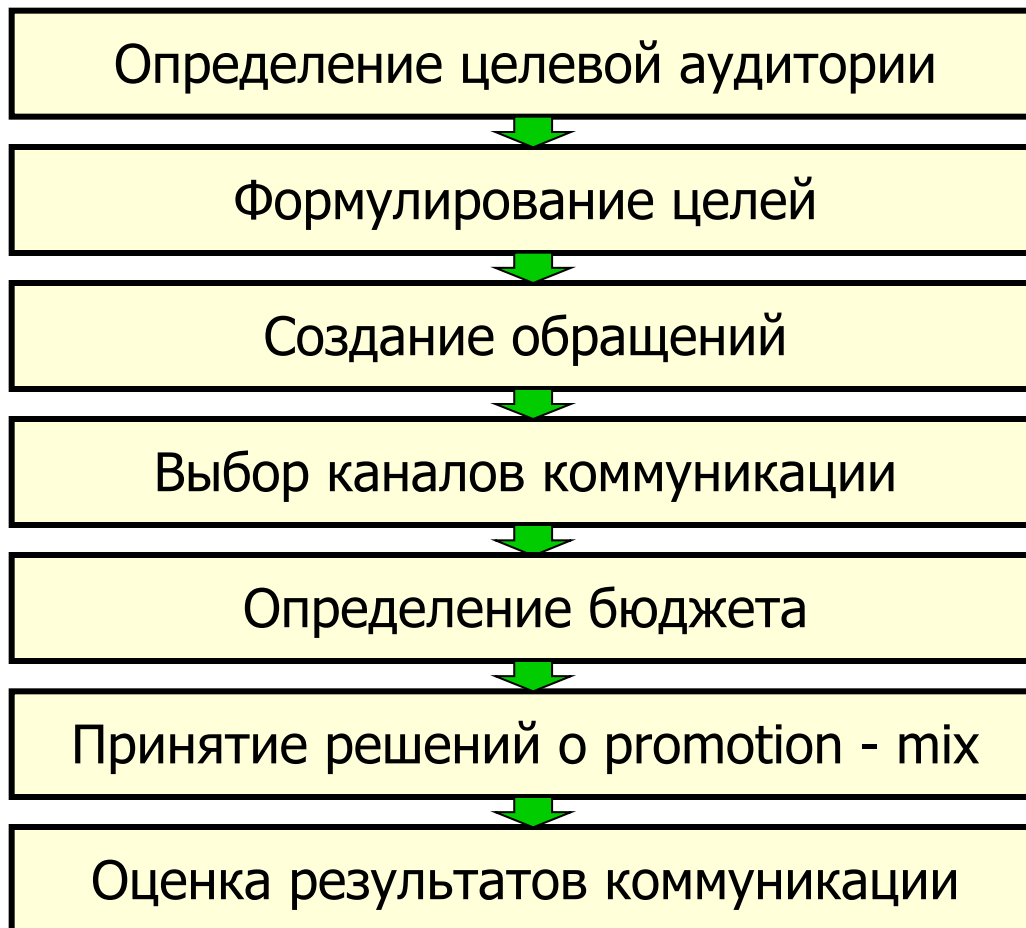 Определение целевой аудитории
Формулирование целей
Создание обращений
Выбор каналов коммуникации
Определение бюджета
Принятие решений о promotion - mix
Оценка результатов коммуникации